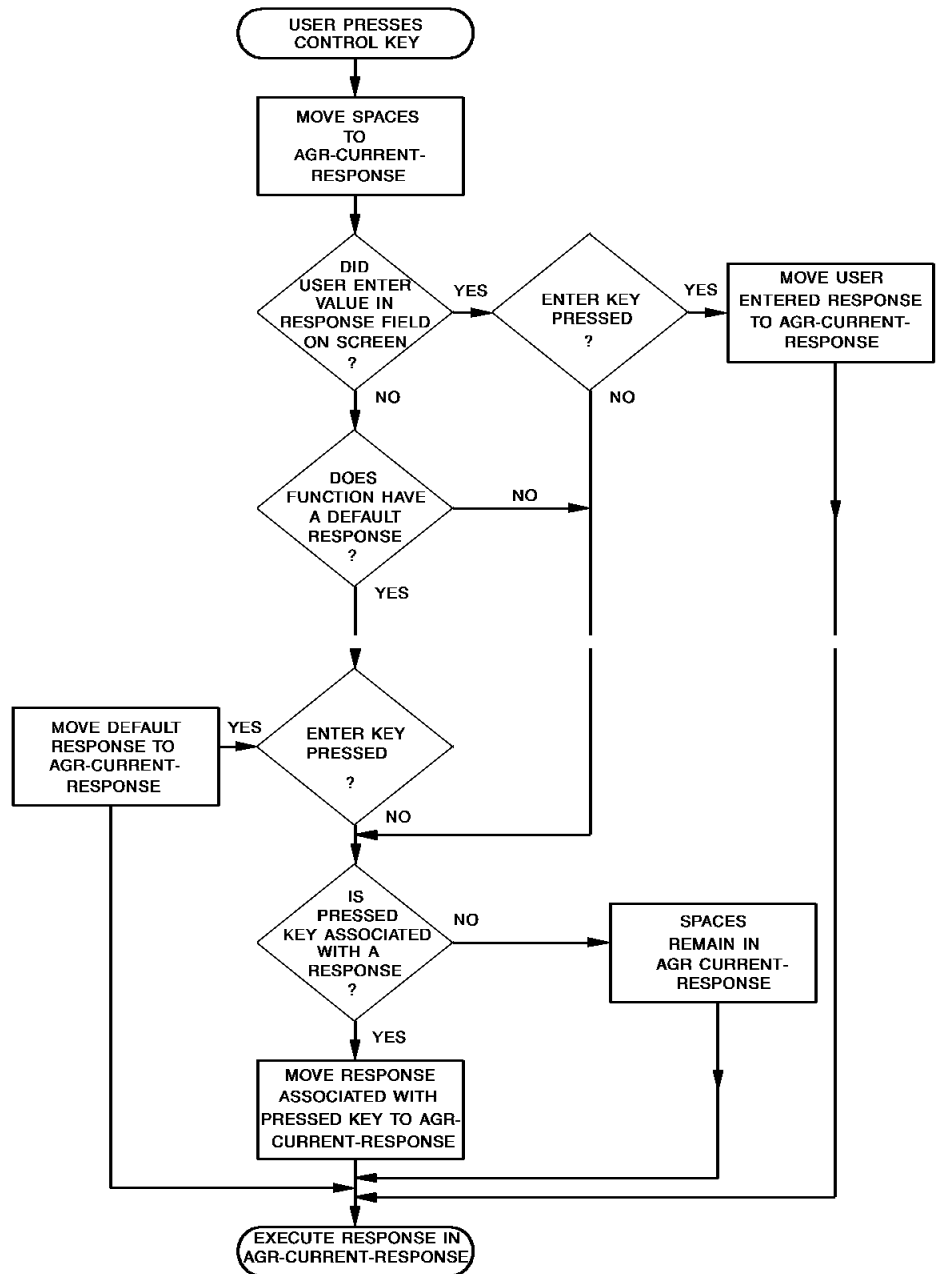 USER PRESSES
CONTROL KEY
MOVE SPACES
TO
AGR-CURRENT-
RESPONSE
DID
USER ENTER
VALUE IN
RESPONSE FIELD
ON SCREEN
?
YES
ENTER KEY
PRESSED
?
YES
MOVE USER
ENTERED RESPONSE
TO AGR-CURRENT-
RESPONSE
NO
NO
DOES
FUNCTION HAVE
A DEFAULT
RESPONSE
?
NO
YES
MOVE DEFAULT
RESPONSE TO
AGR-CURRENT-
RESPONSE
YES
ENTER KEY
PRESSED
?
NO
IS
PRESSED
KEY ASSOCIATED
WITH A
RESPONSE
?
NO
SPACES
REMAIN IN
AGR CURRENT-
RESPONSE
YES
MOVE RESPONSE
ASSOCIATED WITH
PRESSED KEY TO AGR-
CURRENT-RESPONSE
EXECUTE RESPONSE IN
AGR-CURRENT-RESPONSE